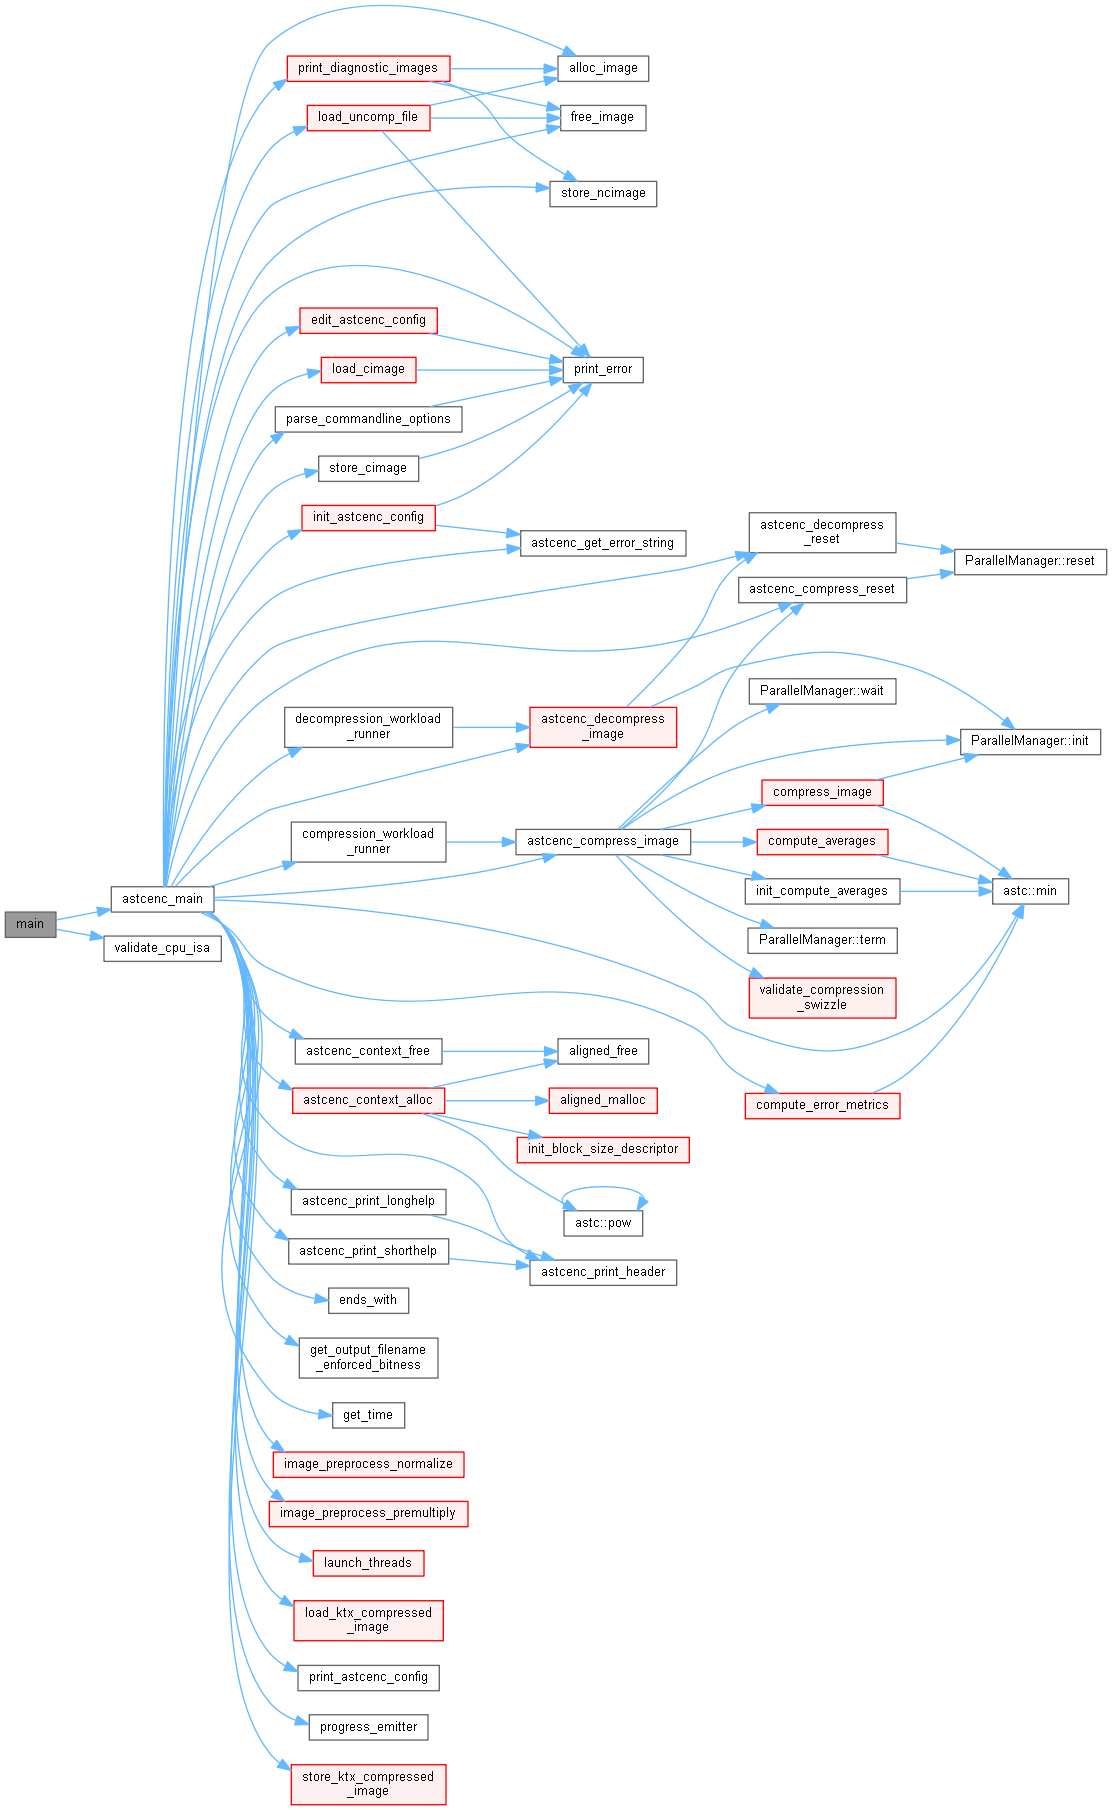 print_diagnostic_images
alloc_image
load_uncomp_file
free_image
store_ncimage
edit_astcenc_config
load_cimage
print_error
parse_commandline_options
store_cimage
init_astcenc_config
astcenc_get_error_string
astcenc_decompress
_reset
ParallelManager::reset
astcenc_compress_reset
ParallelManager::wait
decompression_workload
_runner
astcenc_decompress
_image
ParallelManager::init
compress_image
compression_workload
_runner
astcenc_compress_image
compute_averages
init_compute_averages
astc::min
astcenc_main
main
validate_cpu_isa
ParallelManager::term
validate_compression
_swizzle
astcenc_context_free
aligned_free
astcenc_context_alloc
aligned_malloc
compute_error_metrics
init_block_size_descriptor
astcenc_print_longhelp
astc::pow
astcenc_print_shorthelp
astcenc_print_header
ends_with
get_output_filename
_enforced_bitness
get_time
image_preprocess_normalize
image_preprocess_premultiply
launch_threads
load_ktx_compressed
_image
print_astcenc_config
progress_emitter
store_ktx_compressed
_image